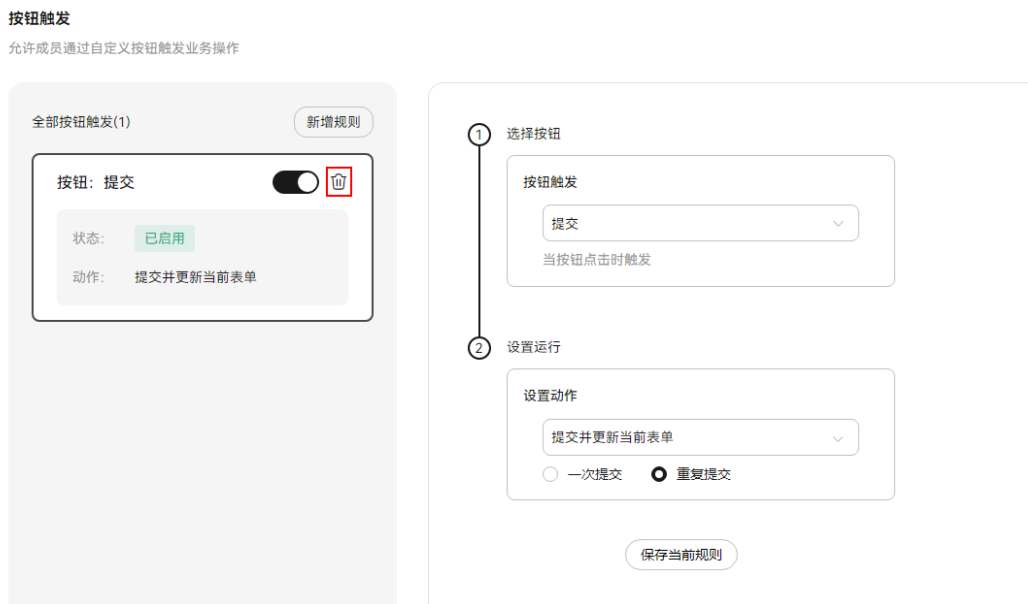 按钮触发
允许成员通过自定义按钮触发业务操作
全部按钮触发(1)
新增规则
按钮：提交
状态：
已启用
动作：
提交并更新当前表单
1
选择按钮
按钮触发
提交
当按钮点击时触发
2
设置运行
设置动作
提交并更新当前表单
一次提交
重复提交
保存当前规则